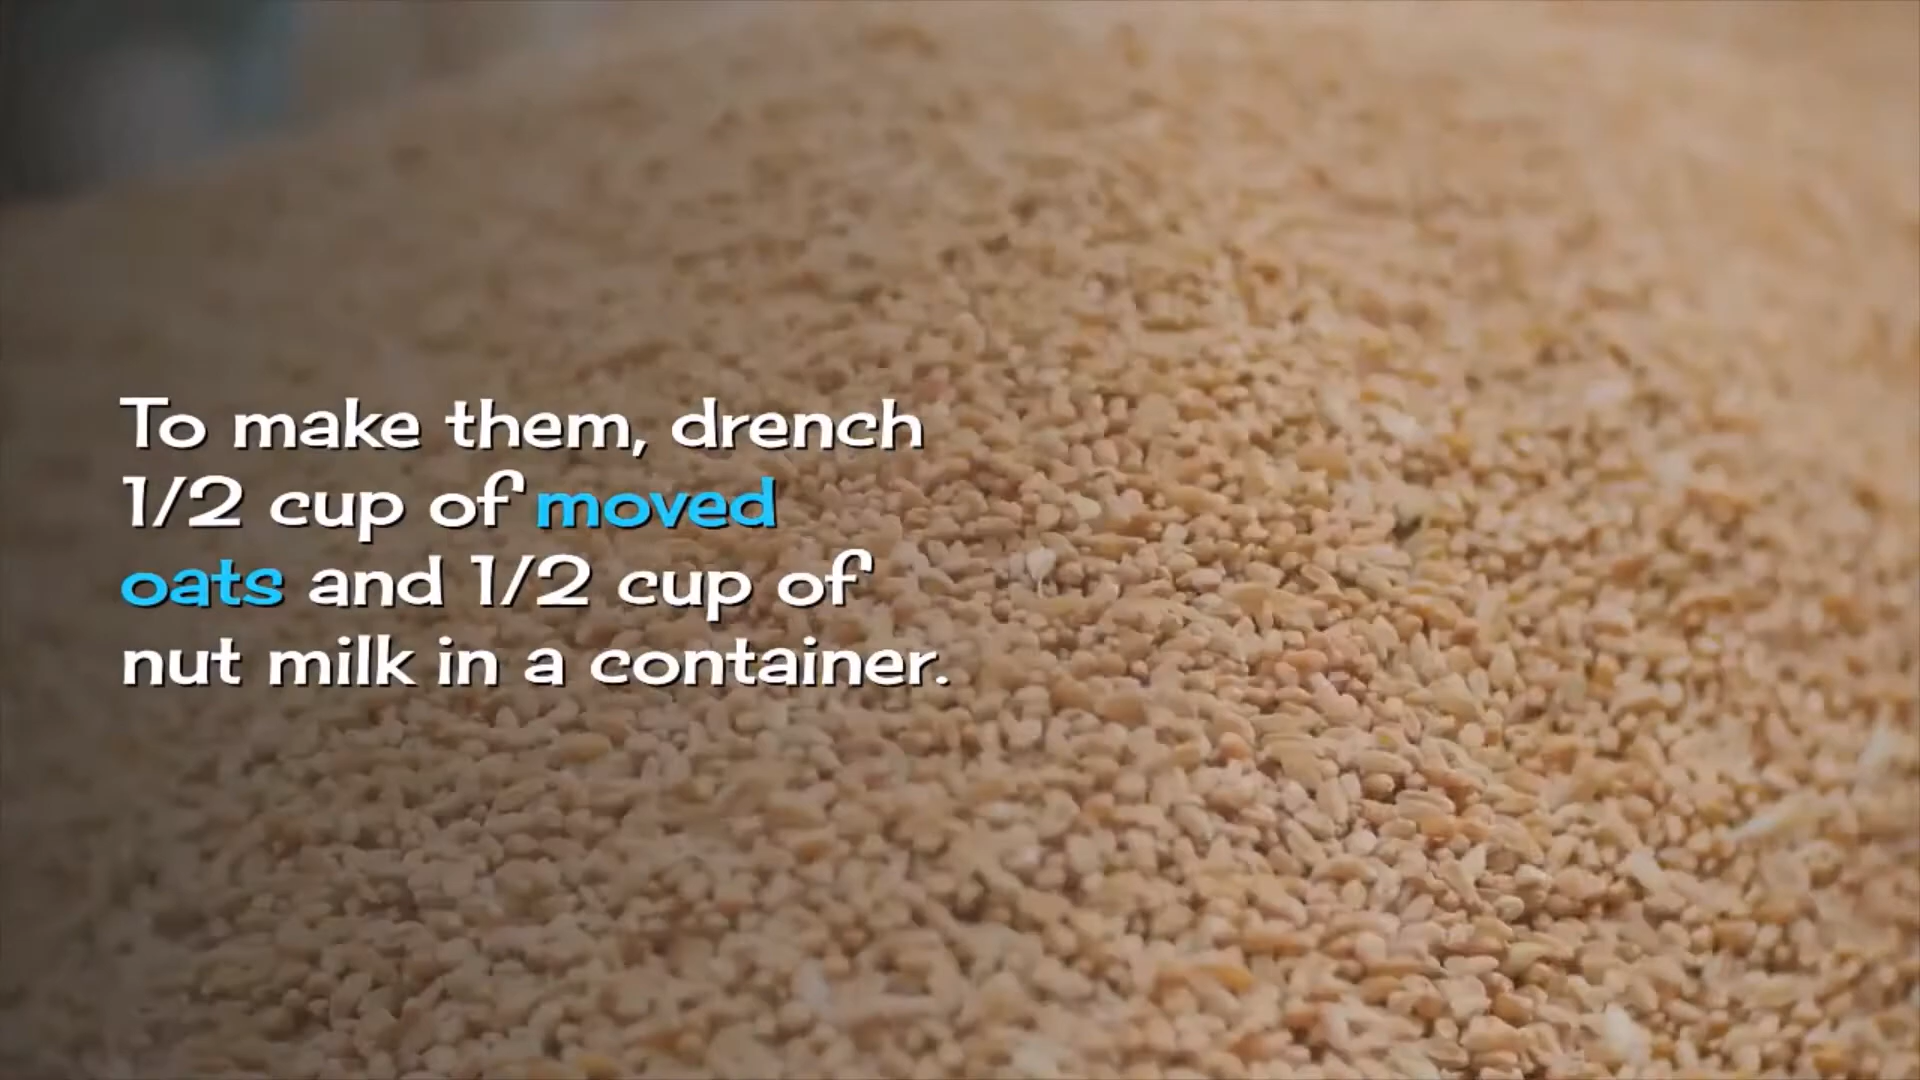 To make them, drench
1/2 cup of moved
oats and 1/2 cup of
nut milk in a container.